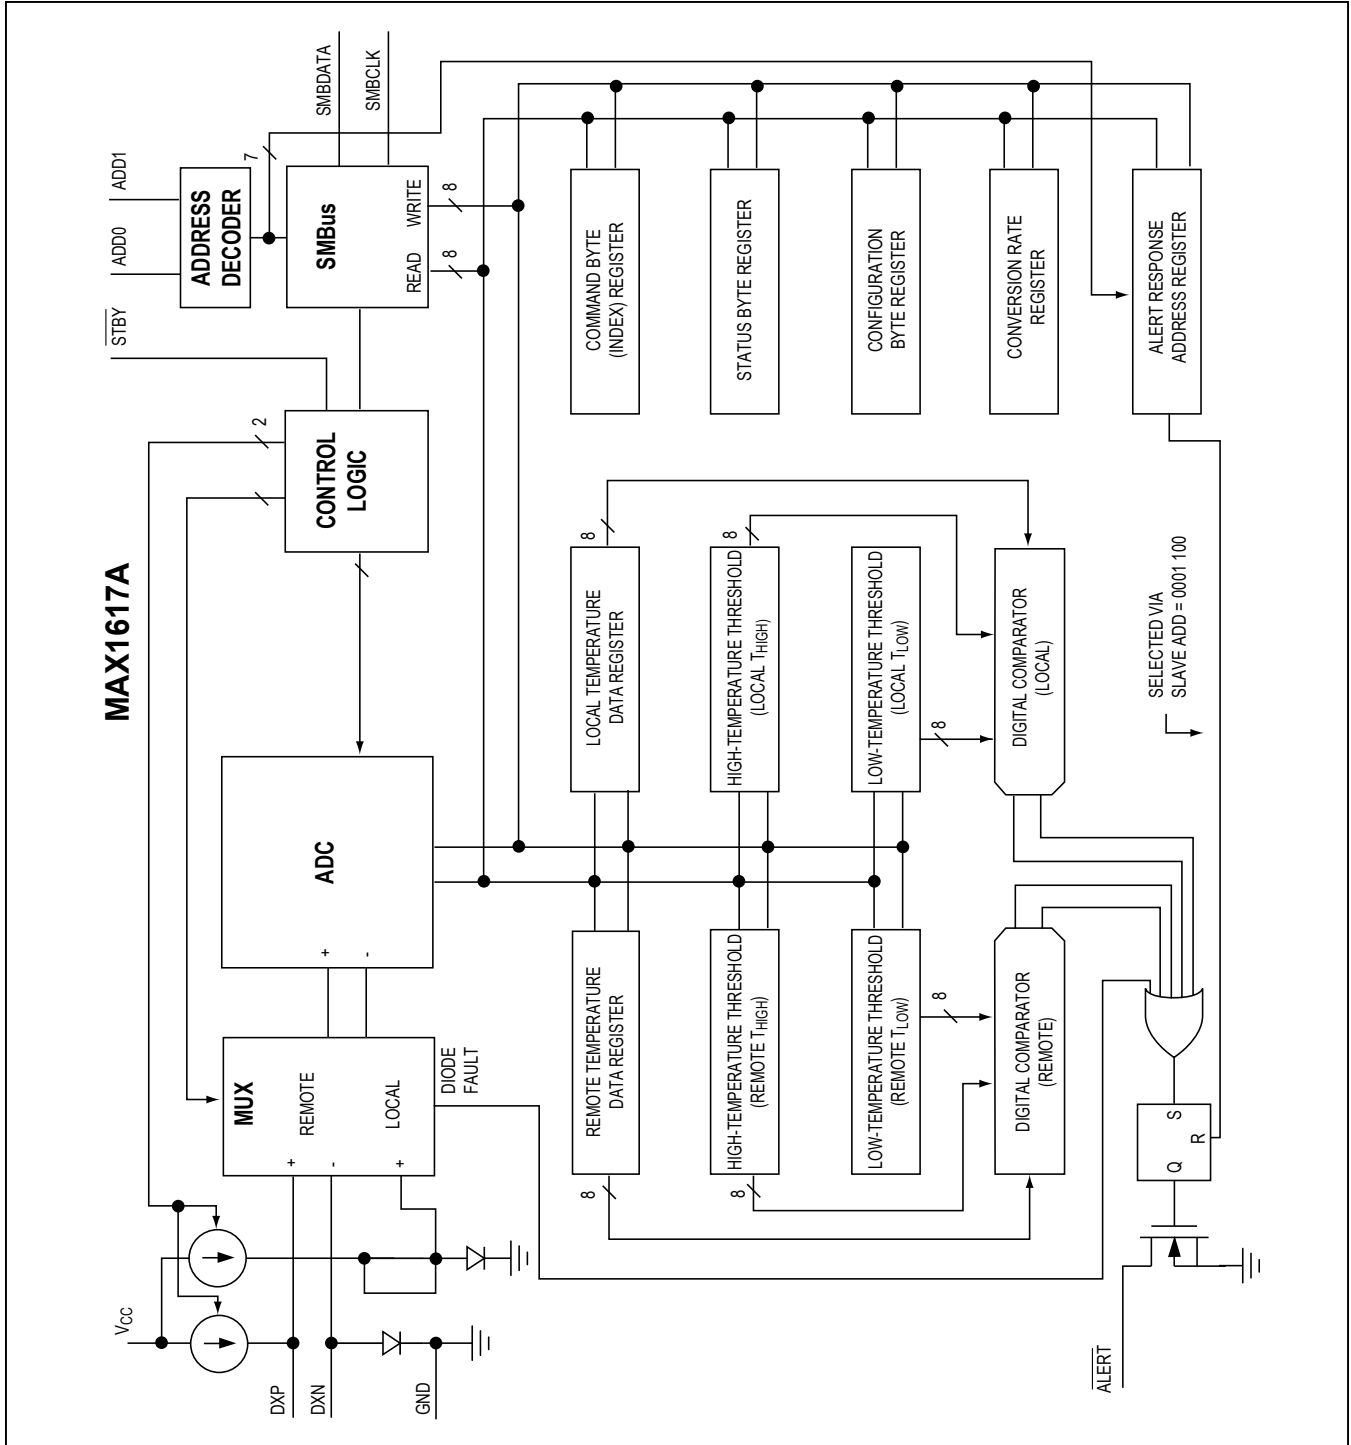 MAX1617A
ADD0
ADD1
ADDRESS
DECODER
7
SMBDATA
SMBCLK
SMBus
READ
WRITE
8
8
STBY
CONTROL
LOGIC
2
ADC
+
-
MUX
REMOTE
LOCAL
+
-
+
DIODE
FAULT
VCC
DXP
DXN
GND
REMOTE TEMPERATURE
DATA REGISTER
8
HIGH-TEMPERATURE THRESHOLD
(REMOTE THIGH)
8
LOW-TEMPERATURE THRESHOLD
(REMOTE TLOW)
8
DIGITAL COMPARATOR
(REMOTE)
LOCAL TEMPERATURE
DATA REGISTER
8
HIGH-TEMPERATURE THRESHOLD
(LOCAL THIGH)
8
LOW-TEMPERATURE THRESHOLD
(LOCAL TLOW)
8
DIGITAL COMPARATOR
(LOCAL)
COMMAND BYTE
(INDEX) REGISTER
STATUS BYTE REGISTER
CONFIGURATION
BYTE REGISTER
CONVERSION RATE
REGISTER
ALERT RESPONSE
ADDRESS REGISTER
SELECTED VIA
SLAVE ADD = 0001 100
Q
S
R
ALERT